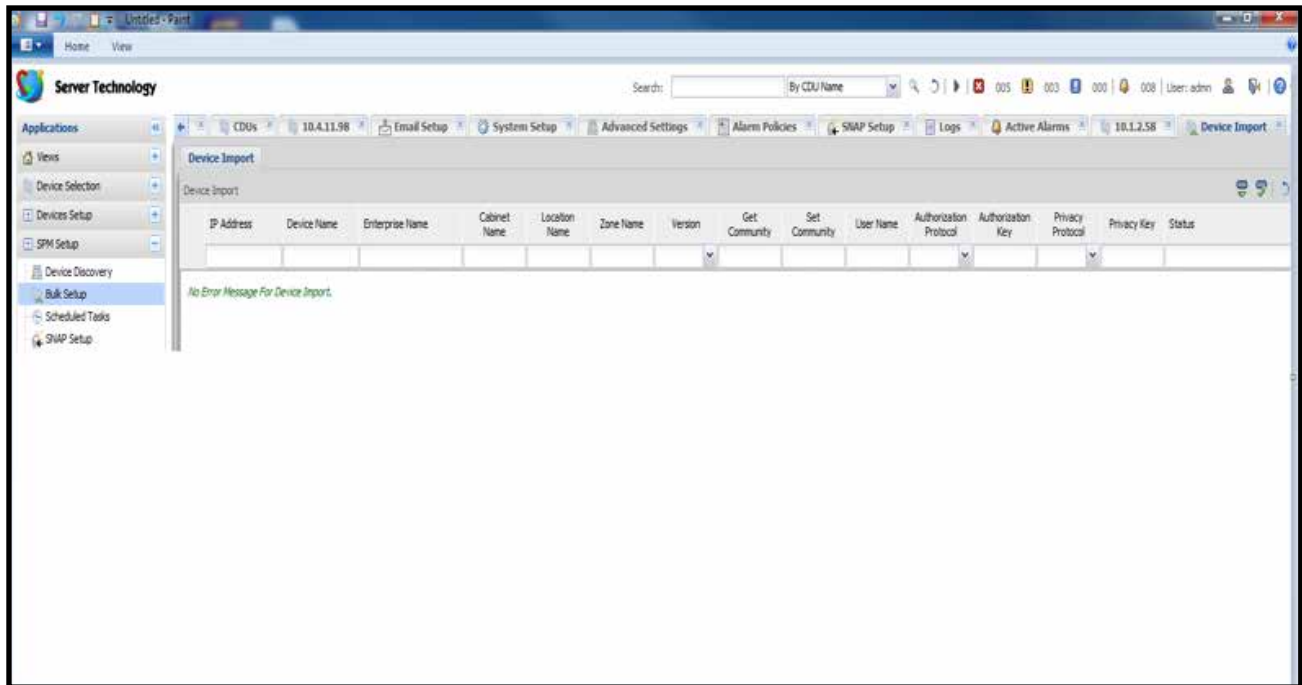 Untitled - Paint
Home View
Server Technology
Search: By CDU Name 005 003 000 008 User: admn
Applications
CDUs 10.4.11.98 Email Setup System Setup Advanced Settings Alarm Policies SNAP Setup Logs Active Alarms 10.1.2.58 Device Import
Views
Device Selection
Devices Setup
SPM Setup
Device Discovery
Bulk Setup
Scheduled Tasks
SNAP Setup
Device Import
Device Import
IP Address Device Name Enterprise Name Cabinet Name Location Name Zone Name Version Get Community Set Community User Name Authorization Protocol Authorization Key Privacy Protocol Privacy Key Status
No Error Message For Device Import.